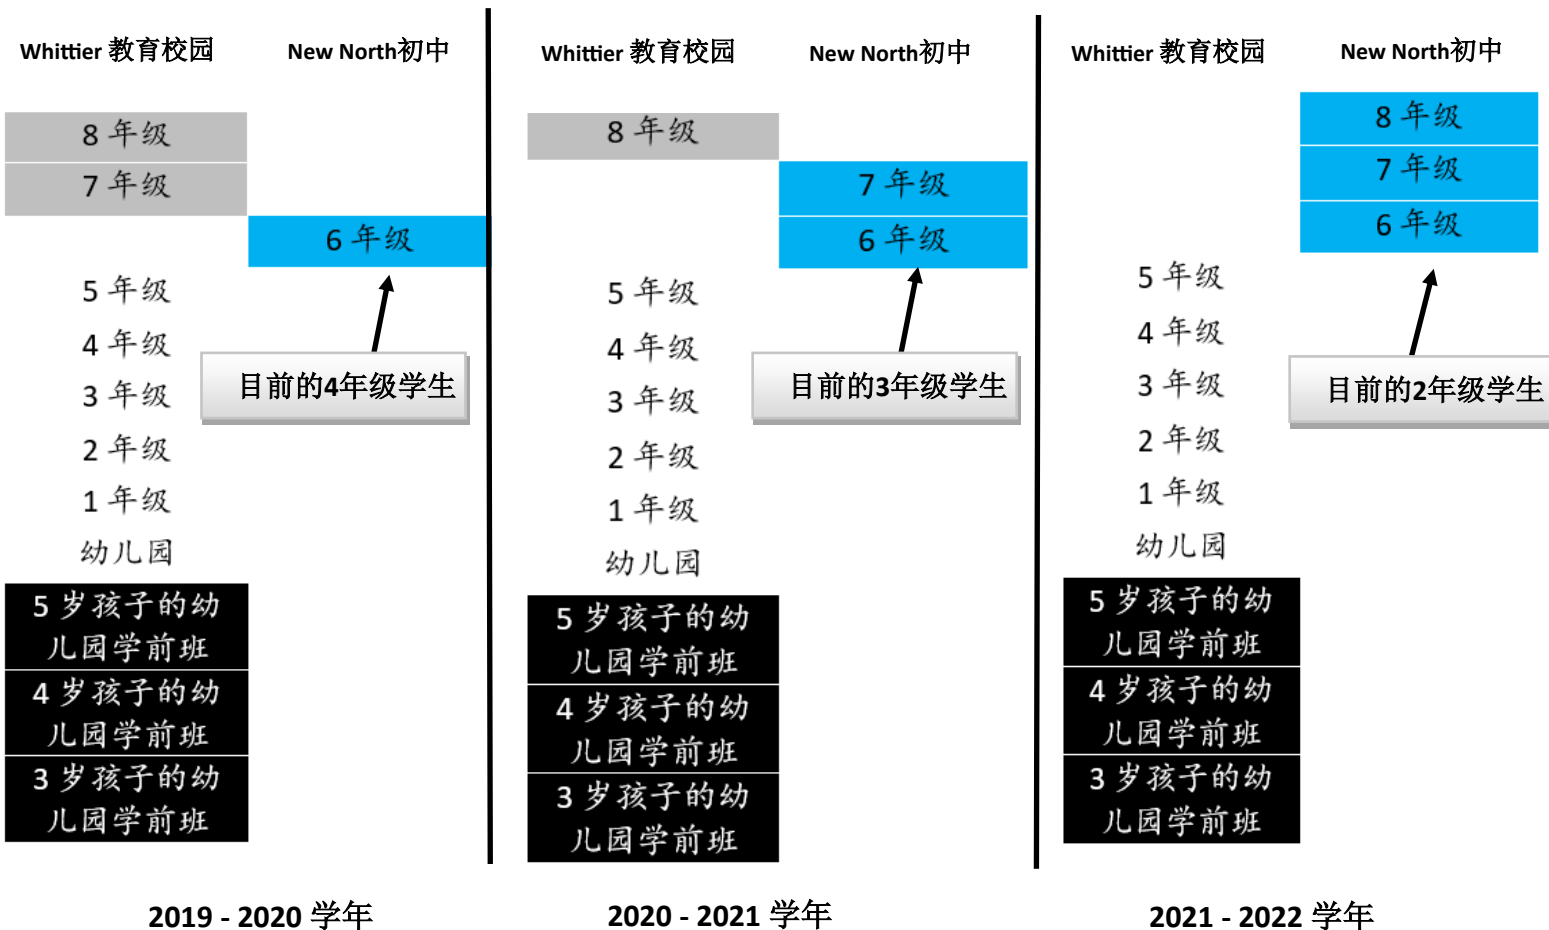 Whittier 教育校园
New North初中
8 年级
7 年级
6 年级
5 年级
4 年级
3 年级
2 年级
1 年级
幼儿园
5 岁孩子的幼
儿园学前班
4 岁孩子的幼
儿园学前班
3 岁孩子的幼
儿园学前班
目前的4年级学生
2019 - 2020 学年
Whittier 教育校园
New North初中
8 年级
7 年级
6 年级
5 年级
4 年级
3 年级
2 年级
1 年级
幼儿园
5 岁孩子的幼
儿园学前班
4 岁孩子的幼
儿园学前班
3 岁孩子的幼
儿园学前班
目前的3年级学生
2020 - 2021 学年
Whittier 教育校园
New North初中
8 年级
7 年级
6 年级
5 年级
4 年级
3 年级
2 年级
1 年级
幼儿园
5 岁孩子的幼
儿园学前班
4 岁孩子的幼
儿园学前班
3 岁孩子的幼
儿园学前班
目前的2年级学生
2021 - 2022 学年